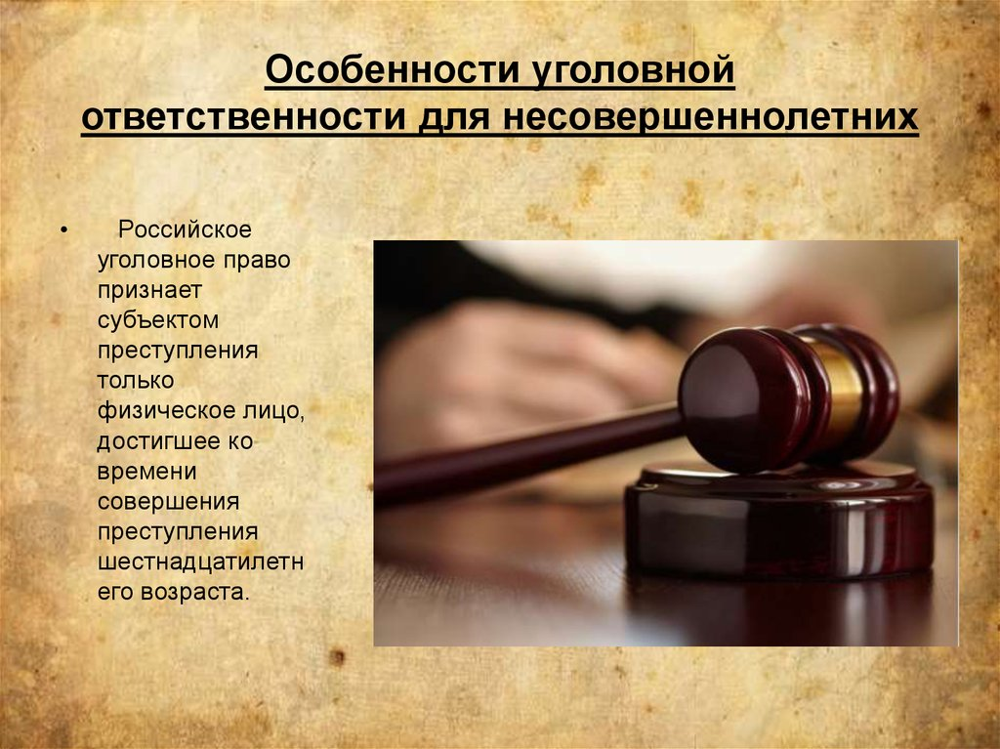 Особенности уголовной
ответственности для несовершеннолетних
• Российское
уголовное право
признает
субъектом
преступления
только
физическое лицо,
достигшее ко
времени
совершения
преступления
шестнадцатилетн
его возраста.